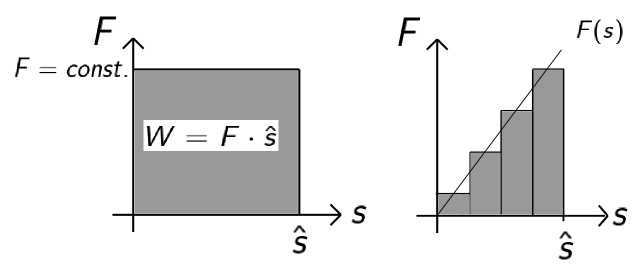 F
F = const.
W = F · ŝ
s
ŝ
F
F(s)
s
ŝ